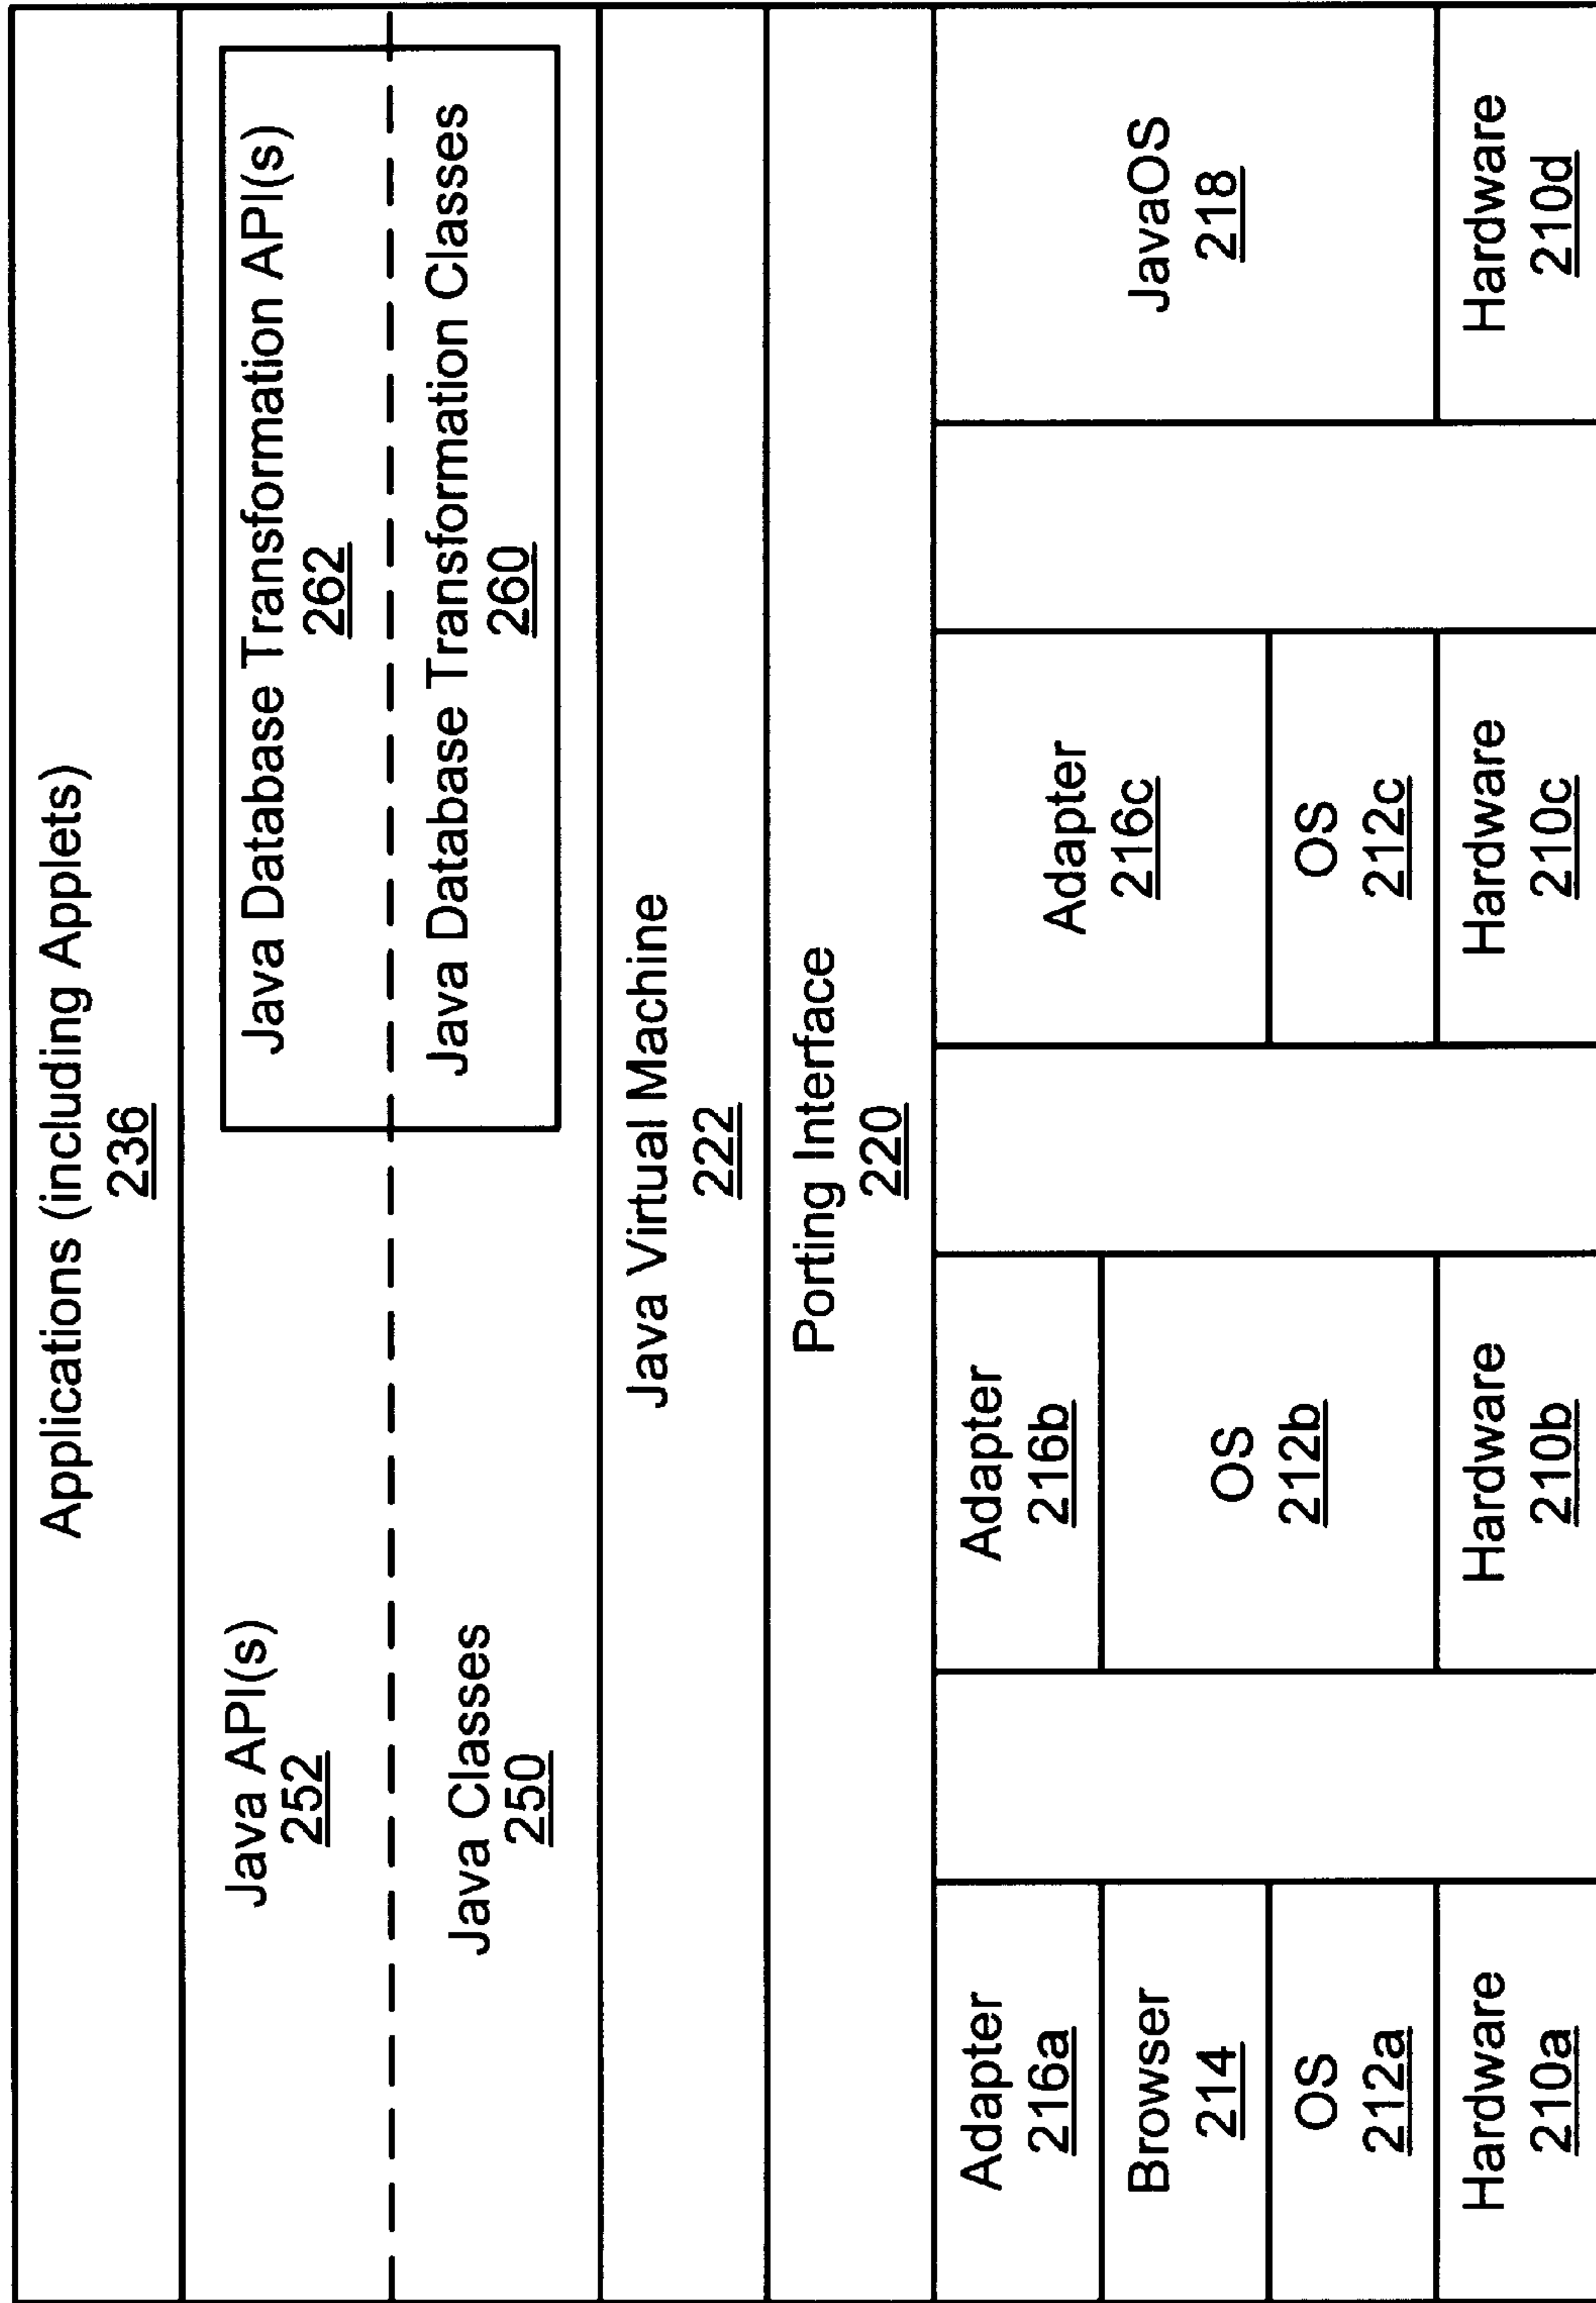 Applications (including Applets)
236
Java API(s)
252
Java Database Transformation API(s)
262
Java Classes
250
Java Database Transformation Classes
260
Java Virtual Machine
222
Porting Interface
220
Adapter
216a
Browser
214
OS
212a
Hardware
210a
Adapter
216b
OS
212b
Hardware
210b
Adapter
216c
OS
212c
Hardware
210c
JavaOS
218
Hardware
210d